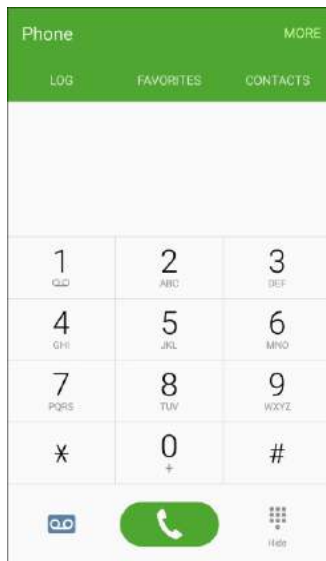 Phone MORE
LOG FAVORITES CONTACTS
1 2 3
ABC DEF
4 5 6
GHI JKL MNO
7 8 9
PQRS TUV WXYZ
* 0 #
+
Hide